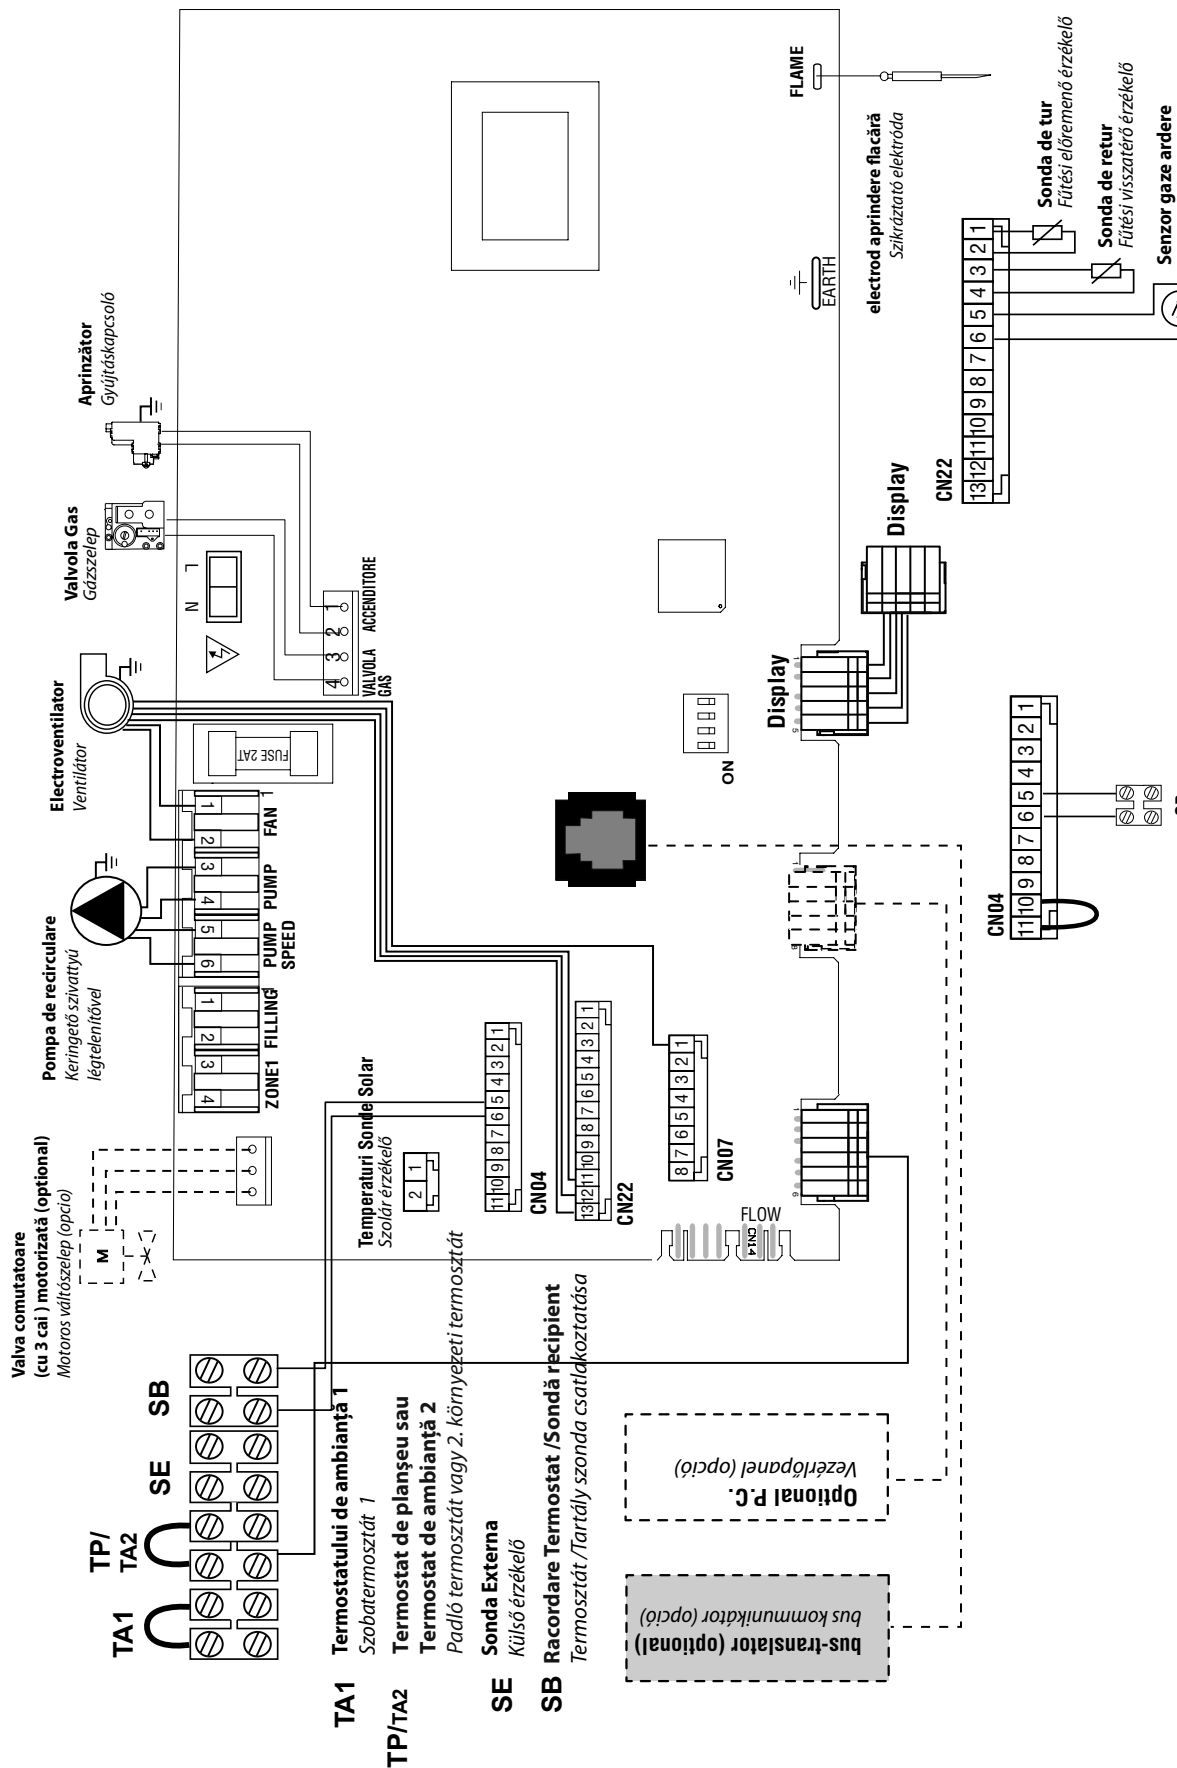 Valva comutatoare
(cu 3 cai ) motorizată (optional)
Motoros váltószelep (opcio)
M
Pompa de recirculare
Keringető szivattyú
légtelenítővel
Electroventilator
Ventilátor
Valvola Gas
Gázszelep
Aprinzător
Gyújtáskapcsoló
4 3 2 1
ZONE1 FILLING
6 5 4 3 2 1
PUMP
SPEED
PUMP
FAN
1
1
FUSE 2AT
N L
4 3 2 1
VALVOLA
GAS
ACCENDITORE
TA1
TP/
TA2
SE
SB
Temperaturi Sonde Solar
Szolár érzékelő
2 1
11 10 9 8 7 6 5 4 3 2 1
CN04
13 12 11 10 9 8 7 6 5 4 3 2 1
CN22
8 7 6 5 4 3 2 1
CN07
FLOW
CN14
6 1
8 1
ON
Display
5 1
Display
EARTH
FLAME
electrod aprindere flacără
Szikráztató elektróda
TA1 Termostatului de ambianță 1
Szobatermosztát 1
TP/TA2 Termostat de planșeu sau
Termostat de ambianță 2
Padló termosztát vagy 2. környezeti termosztát
SE Sonda Externa
Külső érzékelő
SB Racordare Termostat /Sondă recipient
Termosztát /Tartály szonda csatlakoztatása
bus-translator (optional)
bus kommunikátor (opció)
Optional P.C.
Vezérlőpanel (opció)
CN04
11 10 9 8 7 6 5 4 3 2 1
CN22
13 12 11 10 9 8 7 6 5 4 3 2 1
Sonda de tur
Fűtési előremenő érzékelő
Sonda de retur
Fűtési visszatérő érzékelő
Senzor gaze ardere